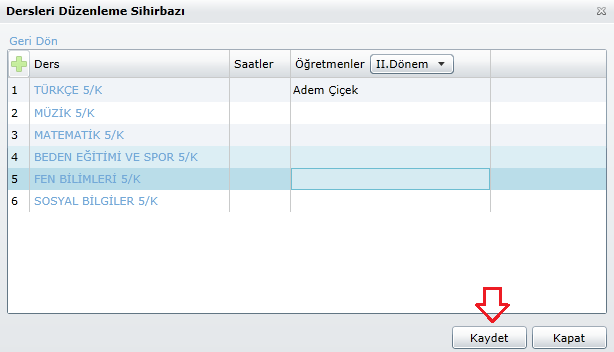 Dersleri Düzenleme Sihirbazı
Geri Dön
Ders Saatler Öğretmenler II.Dönem
1 TÜRKÇE 5/K Adem Çiçek
2 MÜZİK 5/K
3 MATEMATİK 5/K
4 BEDEN EĞİTİMİ VE SPOR 5/K
5 FEN BİLİMLERİ 5/K
6 SOSYAL BİLGİLER 5/K
Kaydet Kapat